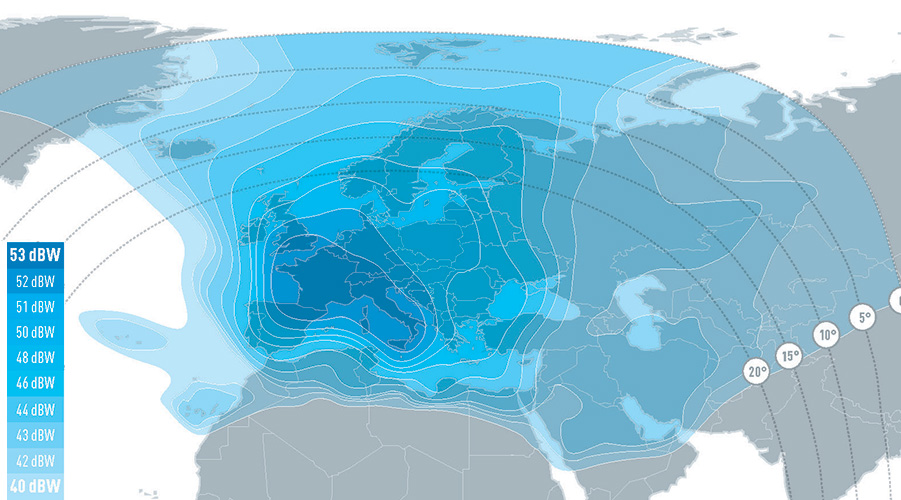 53 dBW
52 dBW
51 dBW
50 dBW
48 dBW
46 dBW
44 dBW
43 dBW
42 dBW
40 dBW
20°
15°
10°
5°